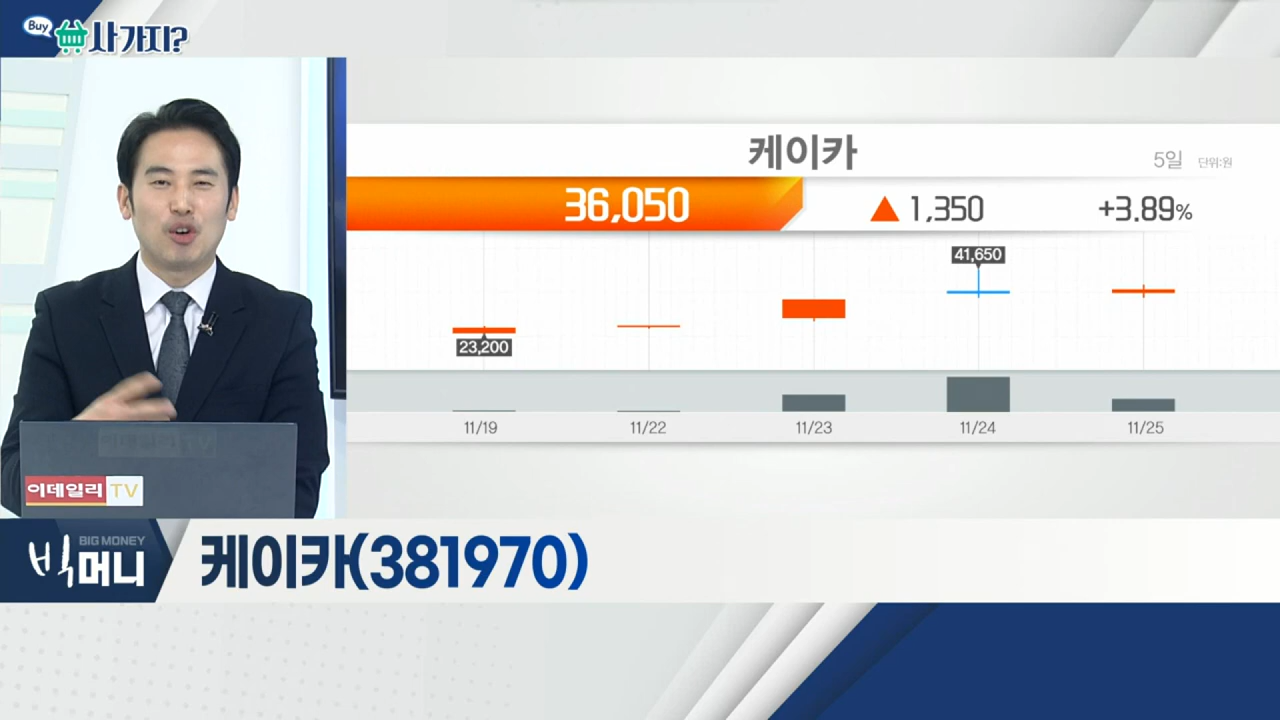 Buy
사가지?
케이카
5일 단위:원
36,050 ▲ 1,350 +3.89%
41,650
23,200
11/19 11/22 11/23 11/24 11/25
이데일리 TV
BIG MONEY
빅머니
케이카(381970)